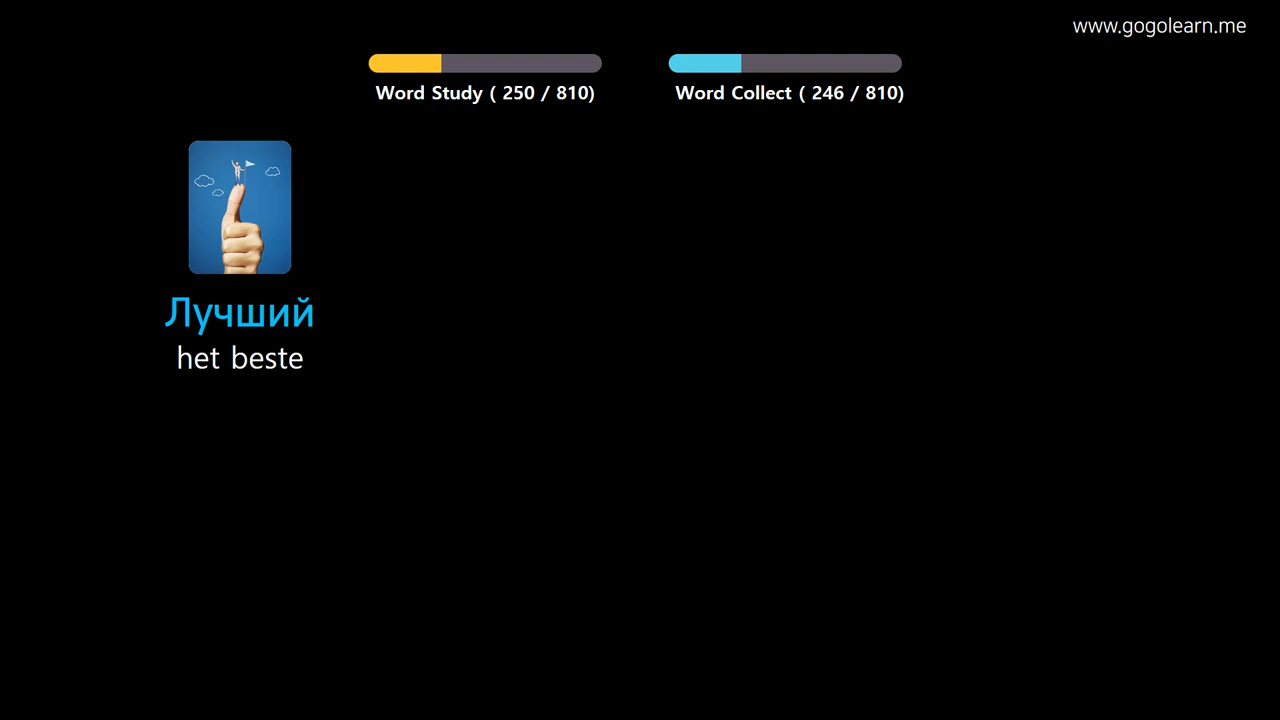 www.gogolearn.me
Word Study ( 250 / 810)
Word Collect ( 246 / 810)
Лучший
het beste